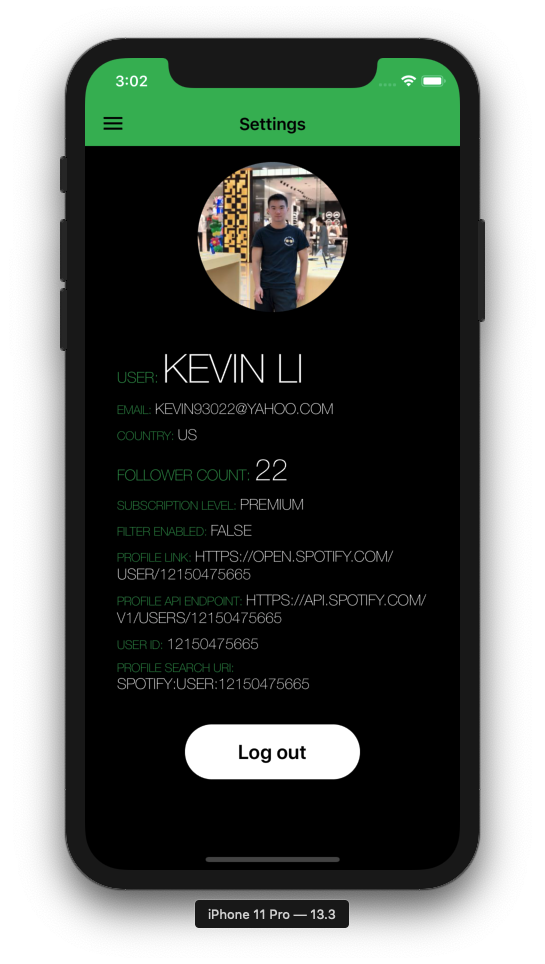 3:02
Settings
USER: KEVIN LI
EMAIL: KEVIN93022@YAHOO.COM
COUNTRY: US
FOLLOWER COUNT: 22
SUBSCRIPTION LEVEL: PREMIUM
FILTER ENABLED: FALSE
PROFILE LINK: HTTPS://OPEN.SPOTIFY.COM/
USER/12150475665
PROFILE API ENDPOINT: HTTPS://API.SPOTIFY.COM/
V1/USERS/12150475665
USER ID: 12150475665
PROFILE SEARCH URI:
SPOTIFY:USER:12150475665
Log out
iPhone 11 Pro — 13.3